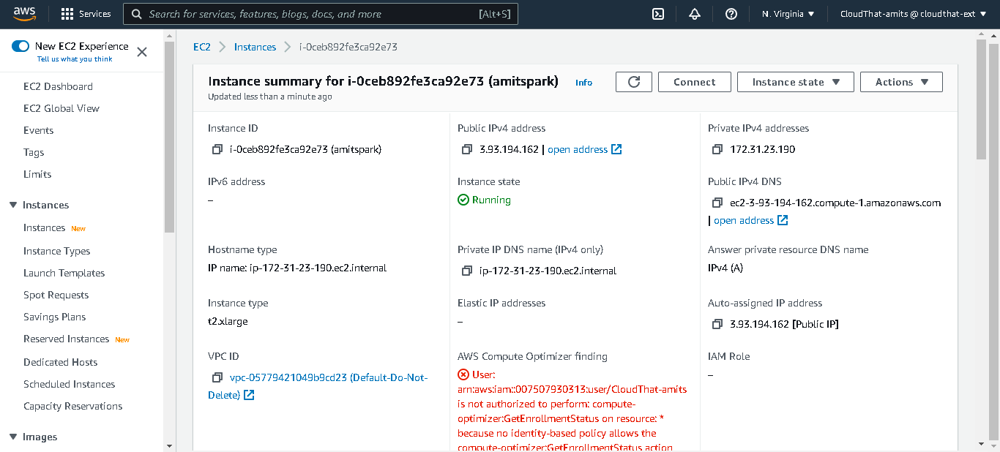 aws
Services
Search for services, features, blogs, docs, and more
[Alt+S]
N. Virginia ▼
CloudThat-amits @ cloudthat-ext ▼
New EC2 Experience
Tell us what you think
EC2 Dashboard
EC2 Global View
Events
Tags
Limits
Instances
Instances New
Instance Types
Launch Templates
Spot Requests
Savings Plans
Reserved Instances New
Dedicated Hosts
Scheduled Instances
Capacity Reservations
Images
EC2 > Instances > i-0ceb892fe3ca92e73
Instance summary for i-0ceb892fe3ca92e73 (amitspark) Info
Updated less than a minute ago
Connect
Instance state ▼
Actions ▼
Instance ID
i-0ceb892fe3ca92e73 (amitspark)
Public IPv4 address
3.93.194.162 | open address
Private IPv4 addresses
172.31.23.190
IPv6 address
–
Instance state
Running
Public IPv4 DNS
ec2-3-93-194-162.compute-1.amazonaws.com
| open address
Hostname type
IP name: ip-172-31-23-190.ec2.internal
Private IP DNS name (IPv4 only)
ip-172-31-23-190.ec2.internal
Answer private resource DNS name
IPv4 (A)
Instance type
t2.xlarge
Elastic IP addresses
–
Auto-assigned IP address
3.93.194.162 [Public IP]
VPC ID
vpc-05779421049b9cd23 (Default-Do-Not-
Delete)
AWS Compute Optimizer finding
User:
arn:aws:iam::007507930313:user/CloudThat-amits
is not authorized to perform: compute-
optimizer:GetEnrollmentStatus on resource: *
because no identity-based policy allows the
compute-optimizer:GetEnrollmentStatus action
IAM Role
–